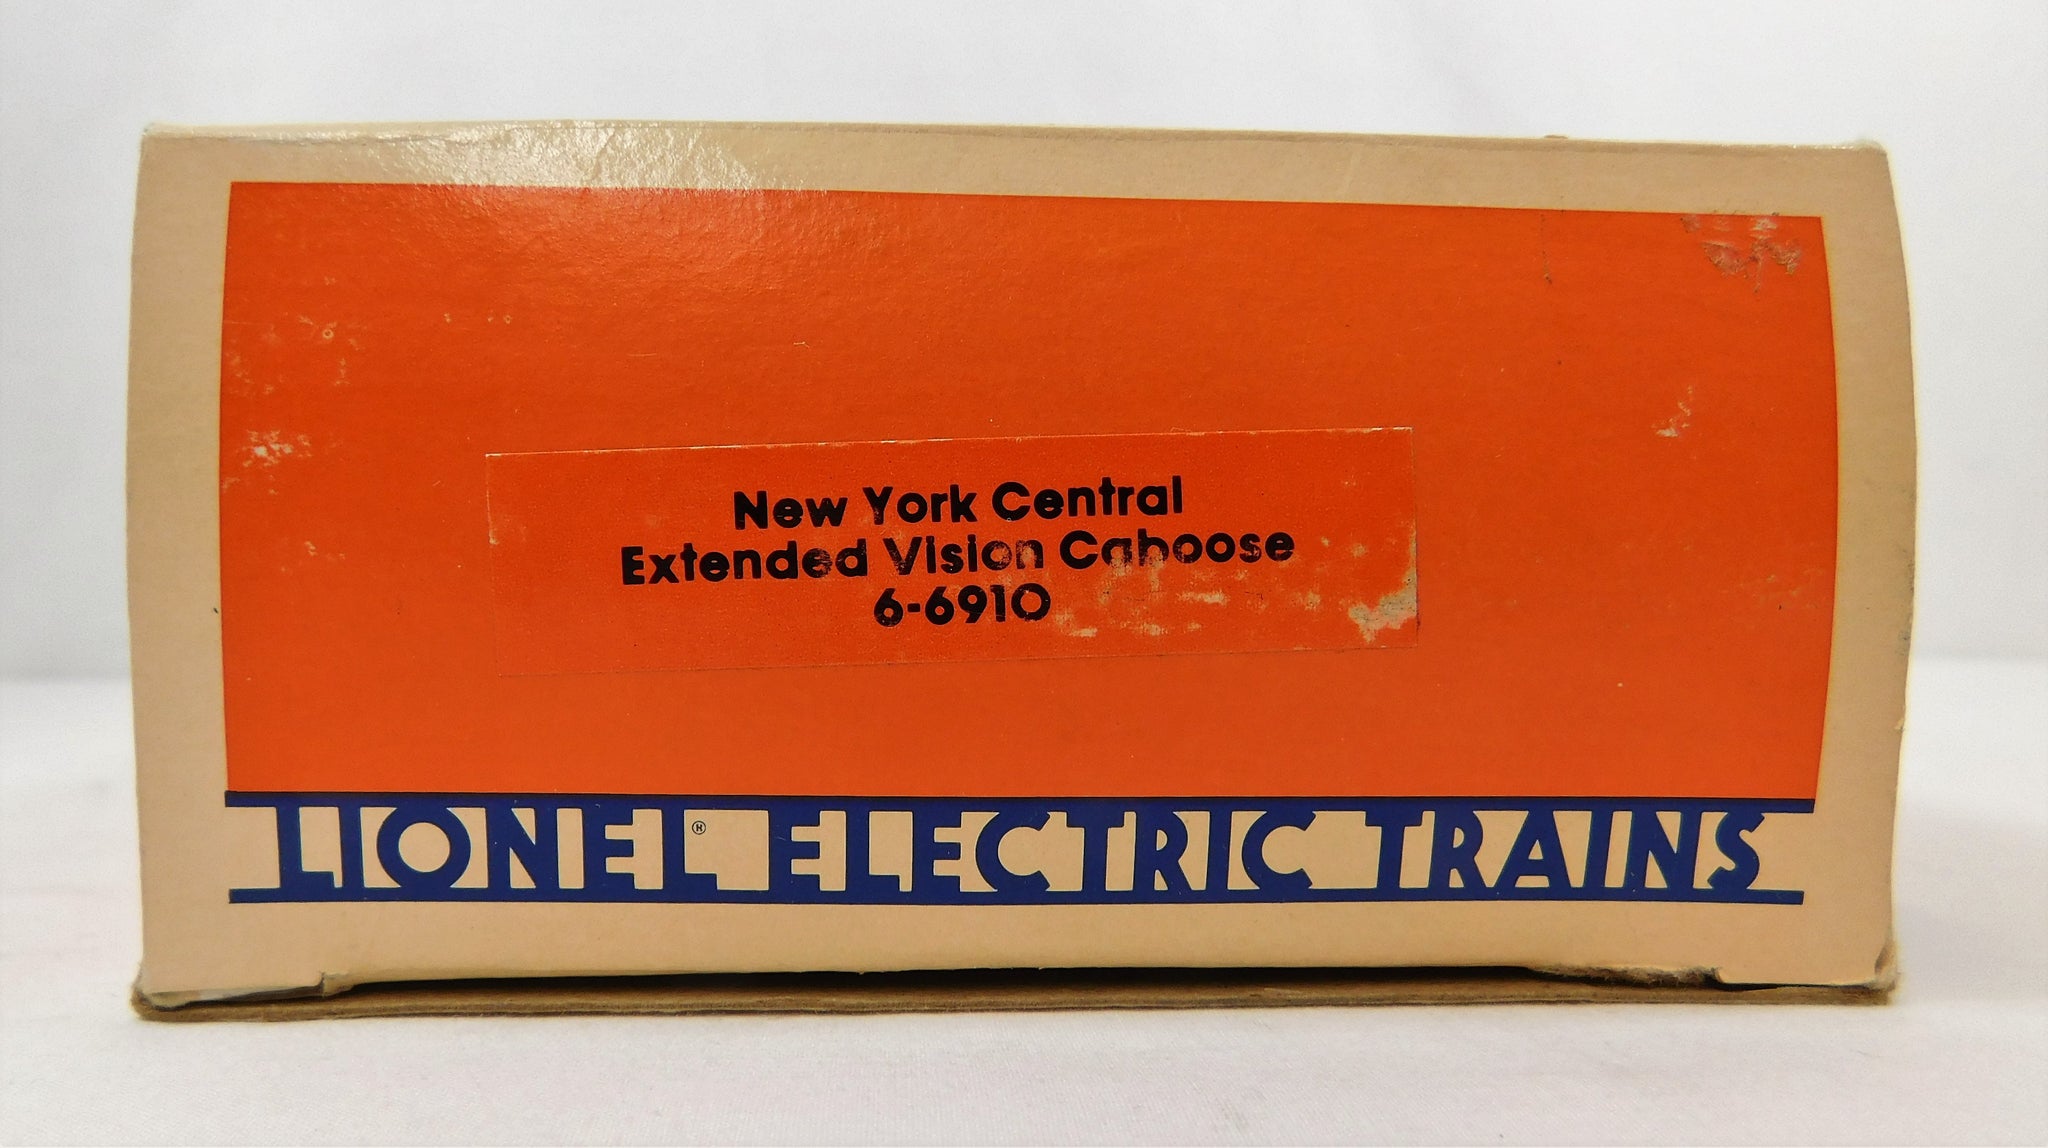 New York Central
Extended Vision Caboose
6-6910
LIONEL® ELECTRIC TRAINS